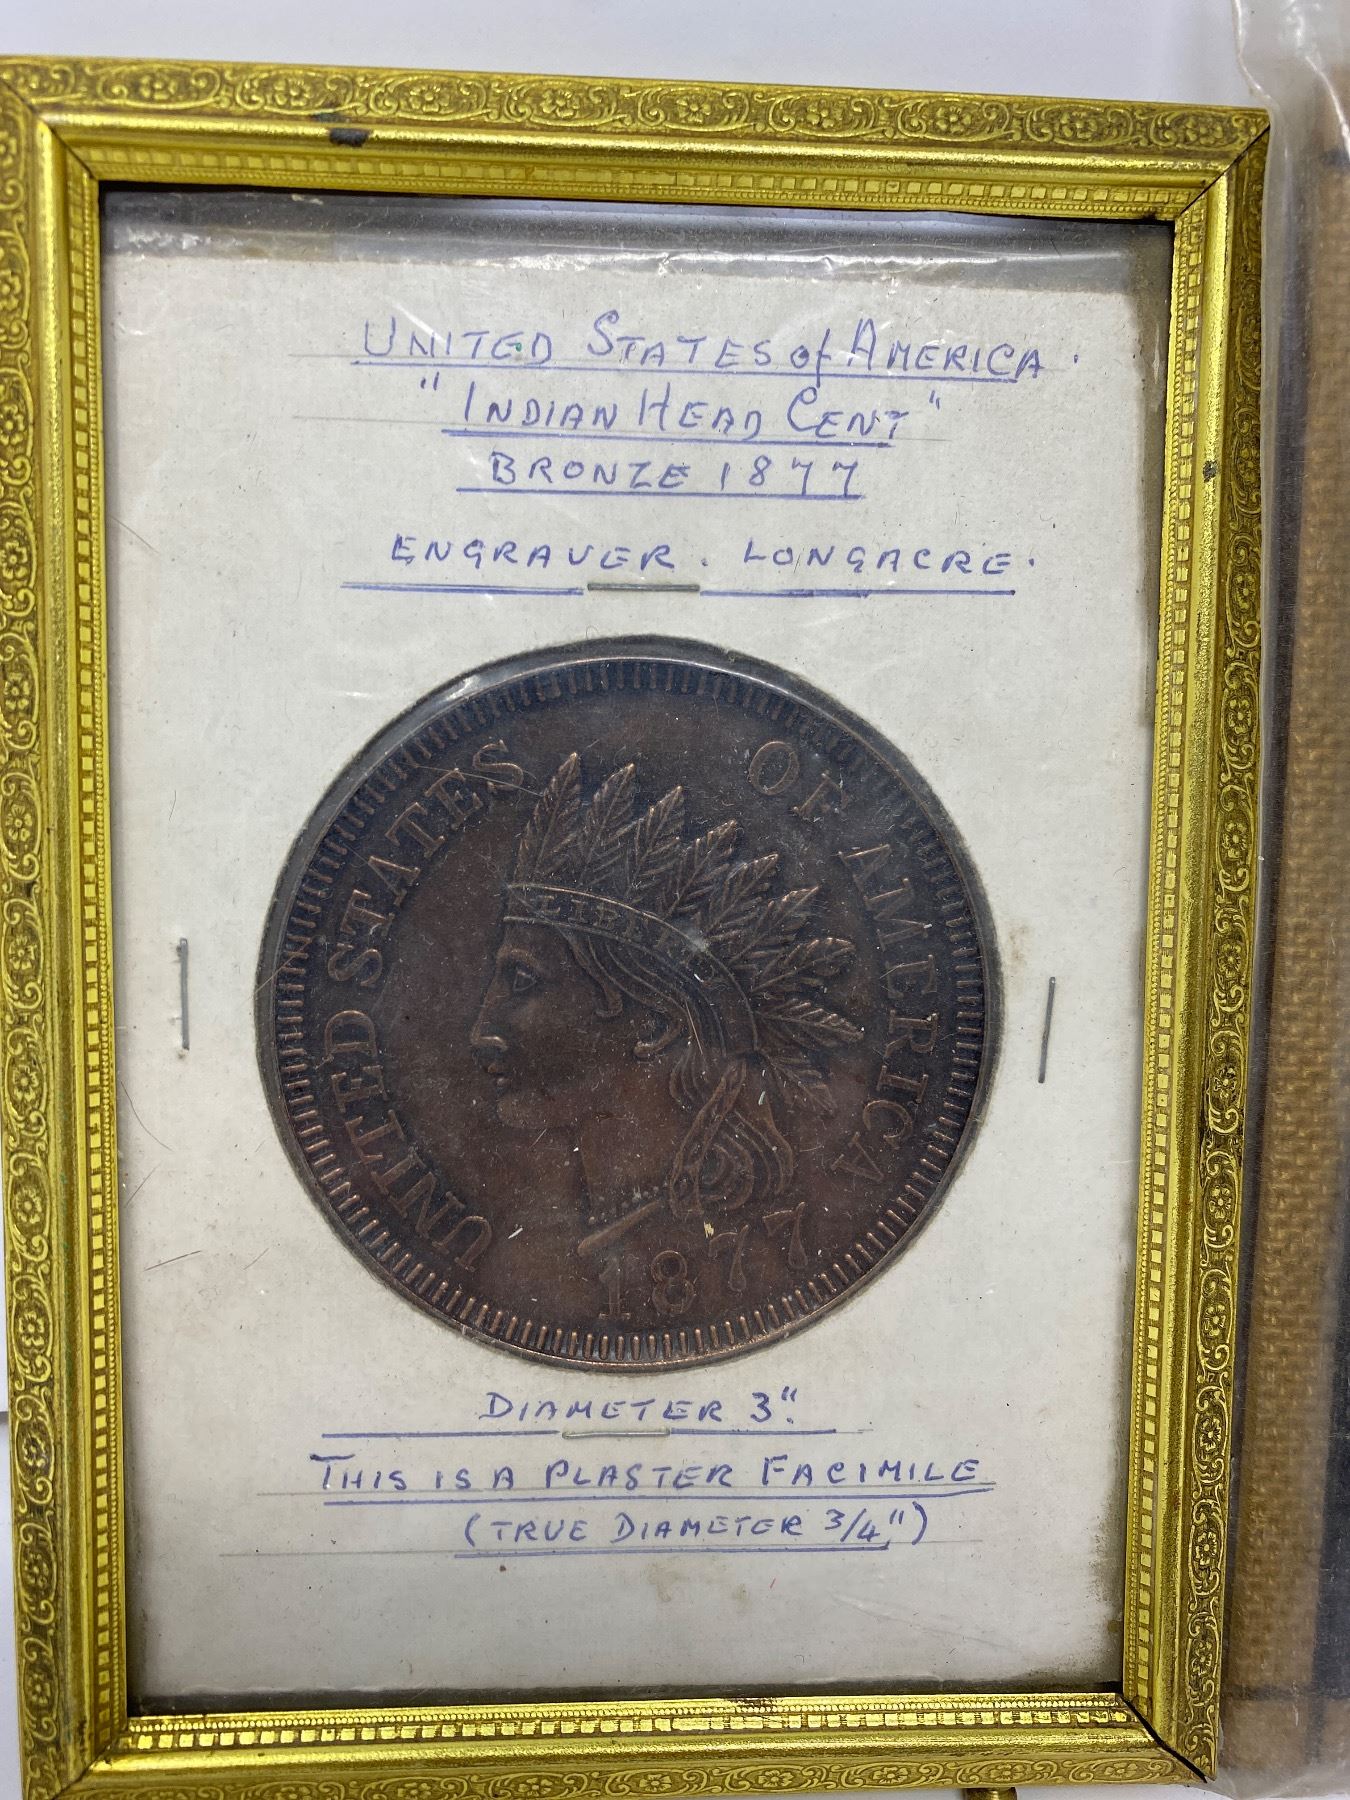 UNITED STATES of AMERICA.
"INDIAN HEAD CENT"
BRONZE 1877
ENGRAVER. LONGACRE.
UNITED STATES OF AMERICA
LIBERTY
1877
DIAMETER 3".
THIS IS A PLASTER FACIMILE
(TRUE DIAMETER 3/4")